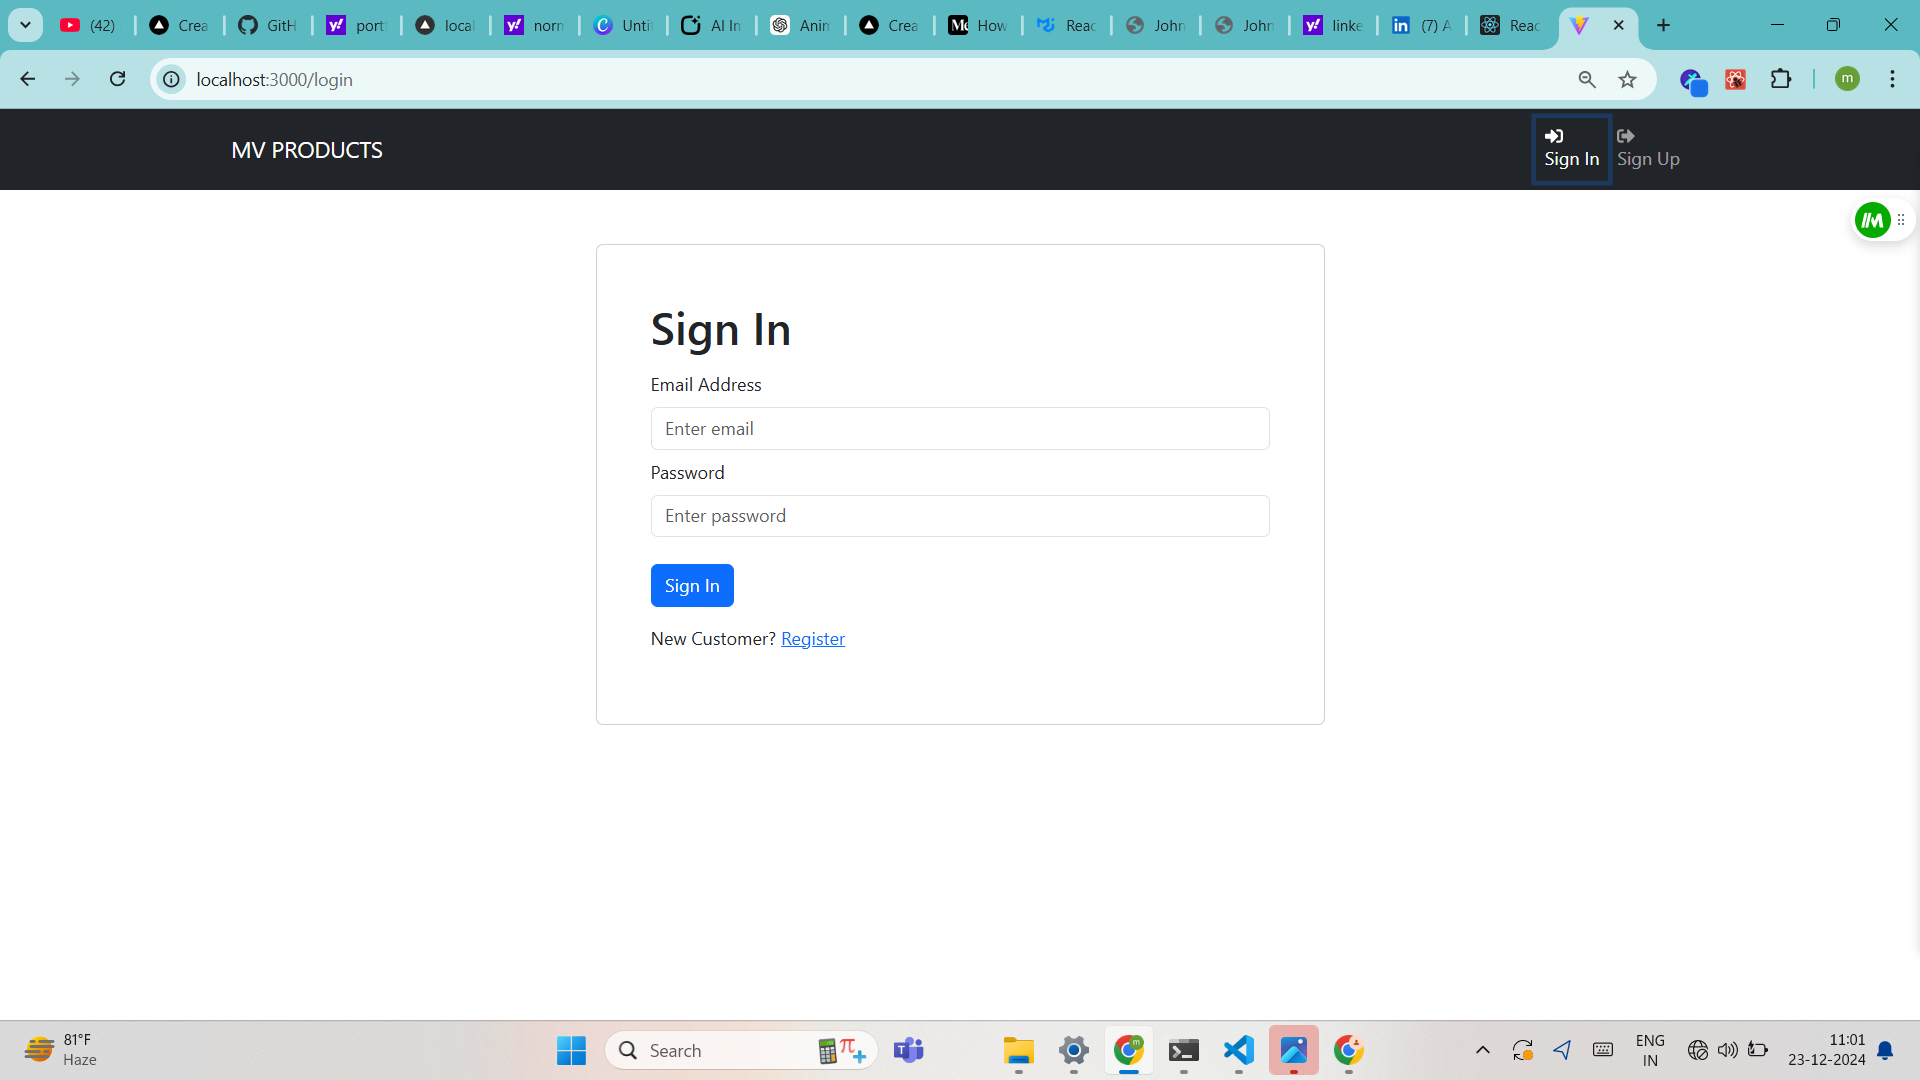 (42)
Crea
GitH
port
local
norn
Untit
AI In
Anin
Crea
How
Reac
John
John
linke
(7) A
Reac
localhost:3000/login
m
MV PRODUCTS
Sign In
Sign Up
Sign In
Email Address
Enter email
Password
Enter password
Sign In
New Customer? Register
81°F
Haze
Search
ENG
IN
11:01
23-12-2024